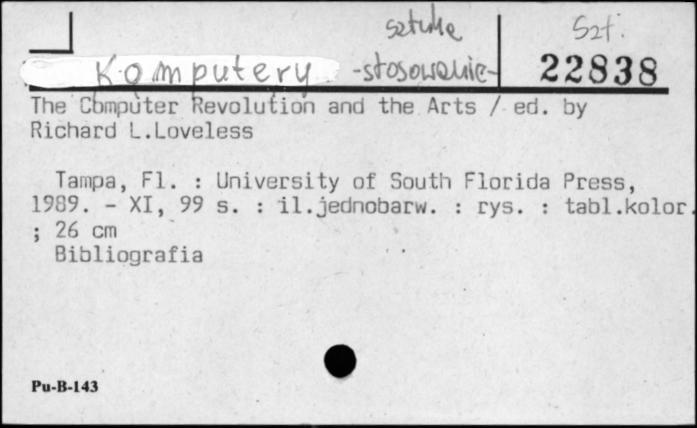 sztuka
Szt.
Komputery -stosowanie- 22838
The Computer Revolution and the Arts / ed. by
Richard L.Loveless
Tampa, Fl. : University of South Florida Press,
1989. - XI, 99 s. : il.jednobarw. : rys. : tabl.kolor.
; 26 cm
Bibliografia
Pu-B-143